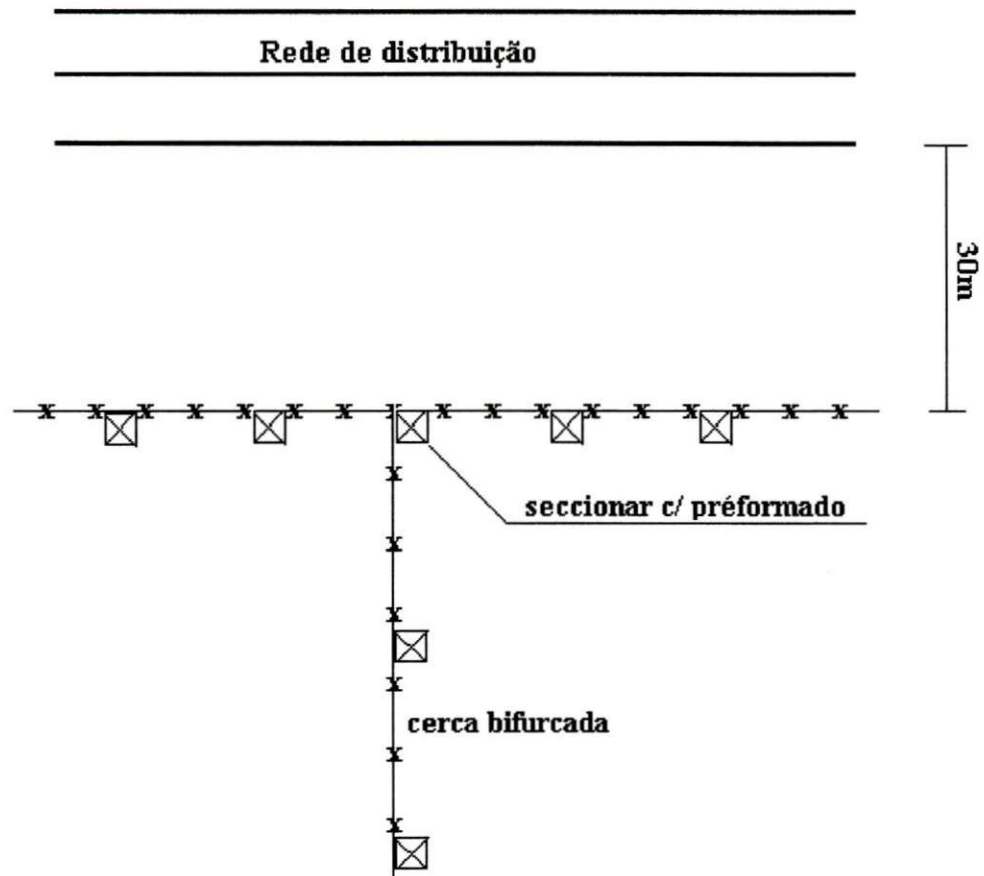 Rede de distribuição
30m
seccionar c/ préformado
cerca bifurcada